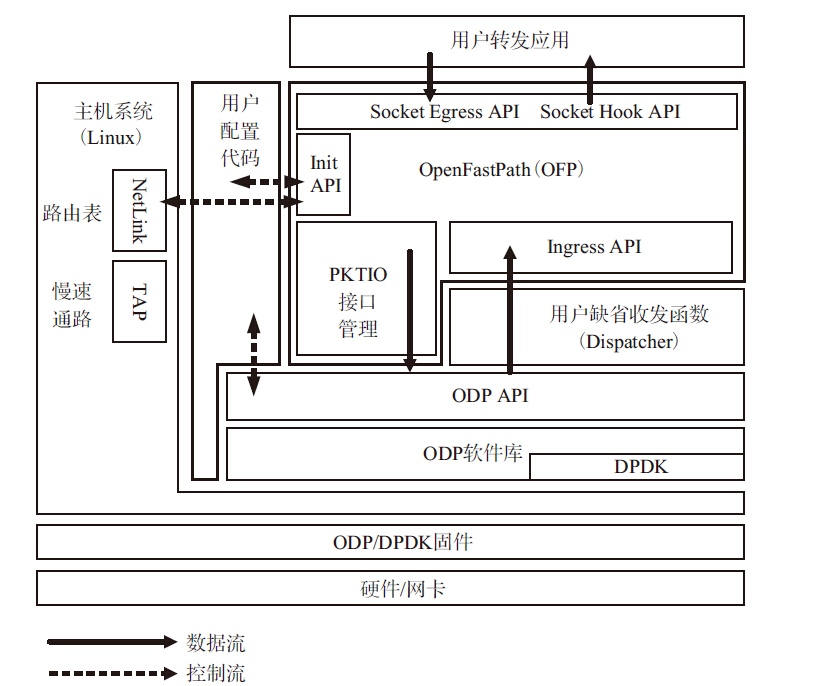 用户转发应用
主机系统
（Linux）
用户
配置
代码
Socket Egress API Socket Hook API
Init
API
OpenFastPath（OFP）
路由表
NetLink
慢速
通路
TAP
PKTIO
接口
管理
Ingress API
用户缺省收发函数
（Dispatcher）
ODP API
ODP软件库
DPDK
ODP/DPDK固件
硬件/网卡
数据流
控制流